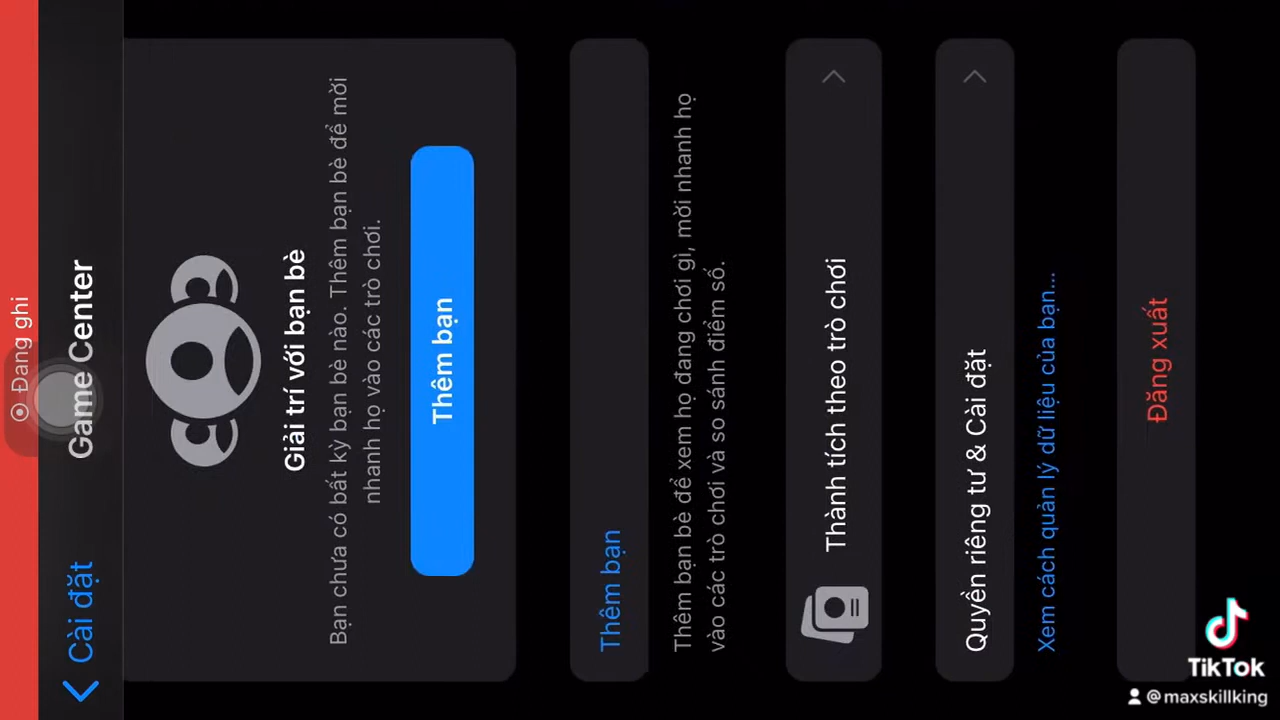 Đang ghi
Cài đặt
Game Center
Giải trí với bạn bè
Bạn chưa có bất kỳ bạn bè nào. Thêm bạn bè để mời
nhanh họ vào các trò chơi.
Thêm bạn
Thêm bạn
Thêm bạn bè để xem họ đang chơi gì, mời nhanh họ
vào các trò chơi và so sánh điểm số.
Thành tích theo trò chơi
Quyền riêng tư & Cài đặt
Xem cách quản lý dữ liệu của bạn...
Đăng xuất
TikTok
@maxskillking